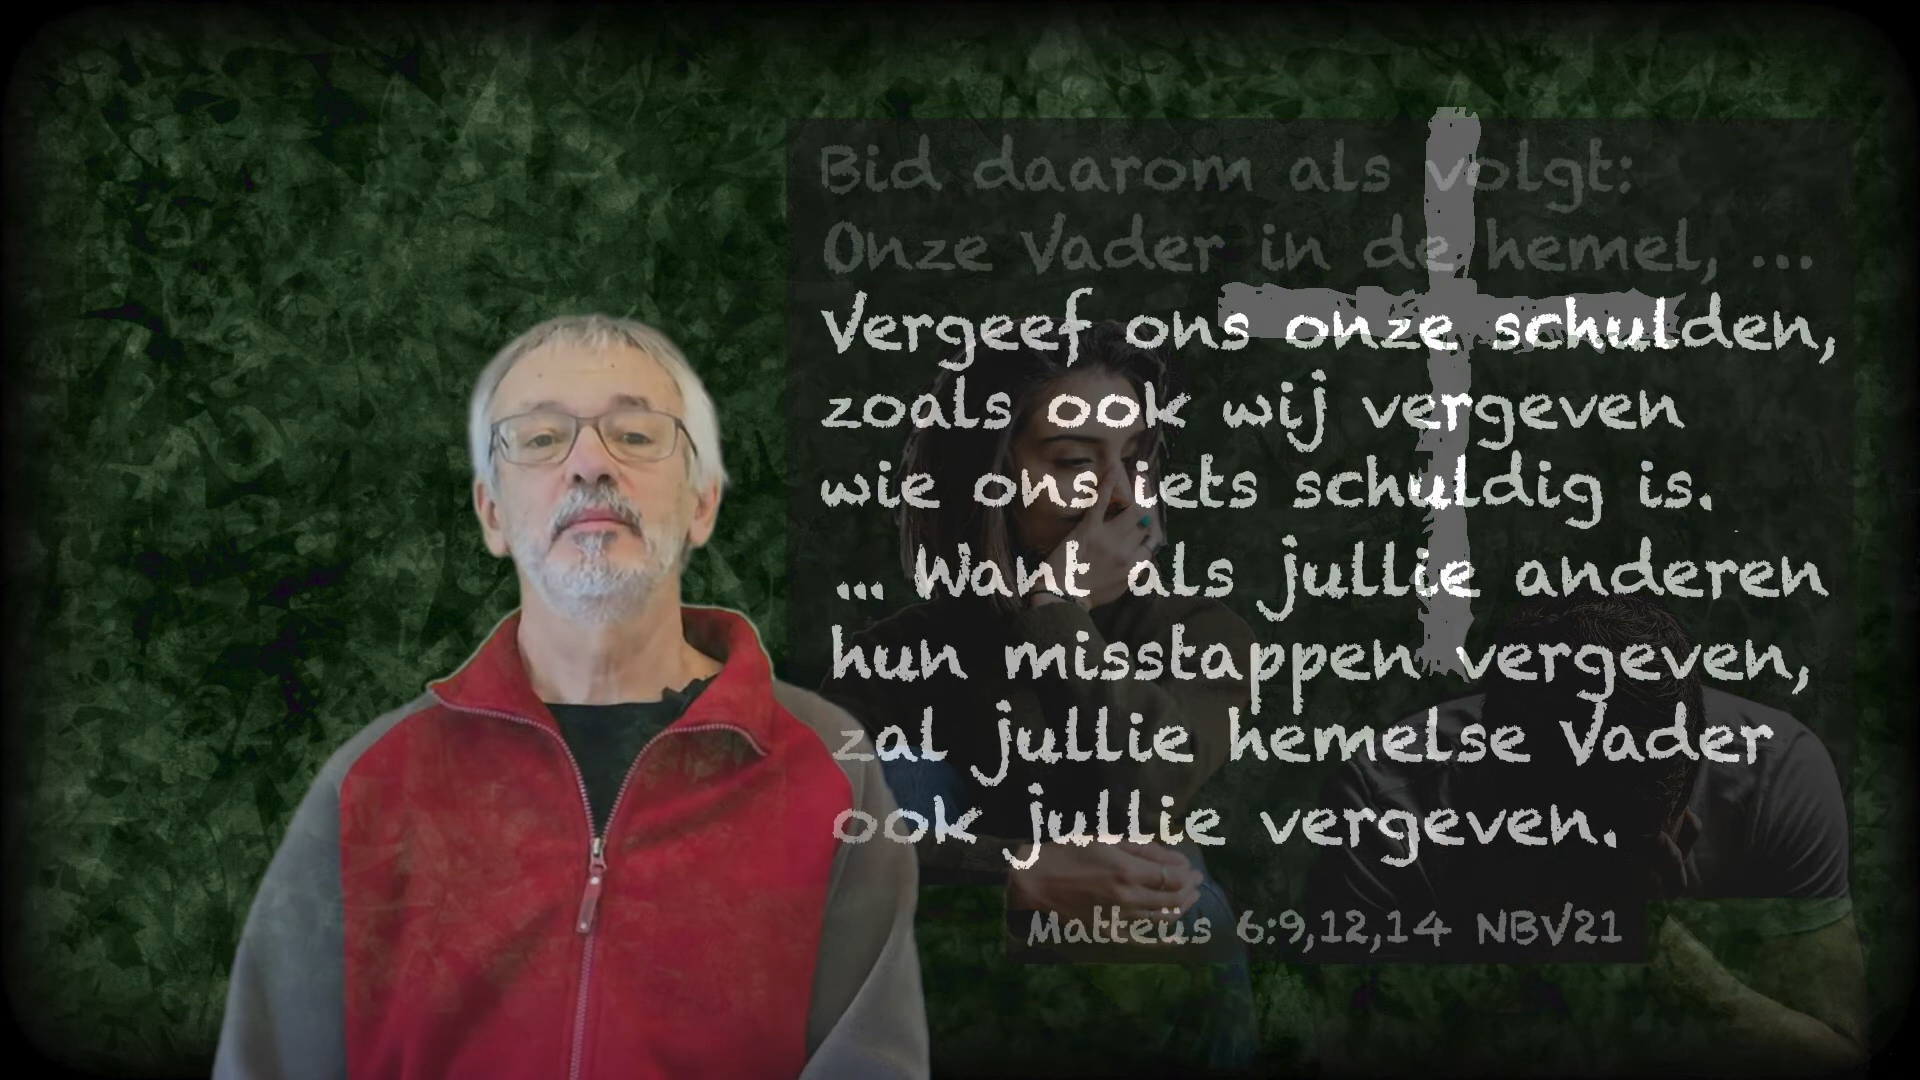 Bid daarom als volgt:
Onze Vader in de hemel, ...
Vergeef ons onze schulden,
zoals ook wij vergeven
wie ons iets schuldig is.
... Want als jullie anderen
hun misstappen vergeven,
zal jullie hemelse Vader
ook jullie vergeven.
Matteüs 6:9,12,14 NBV21